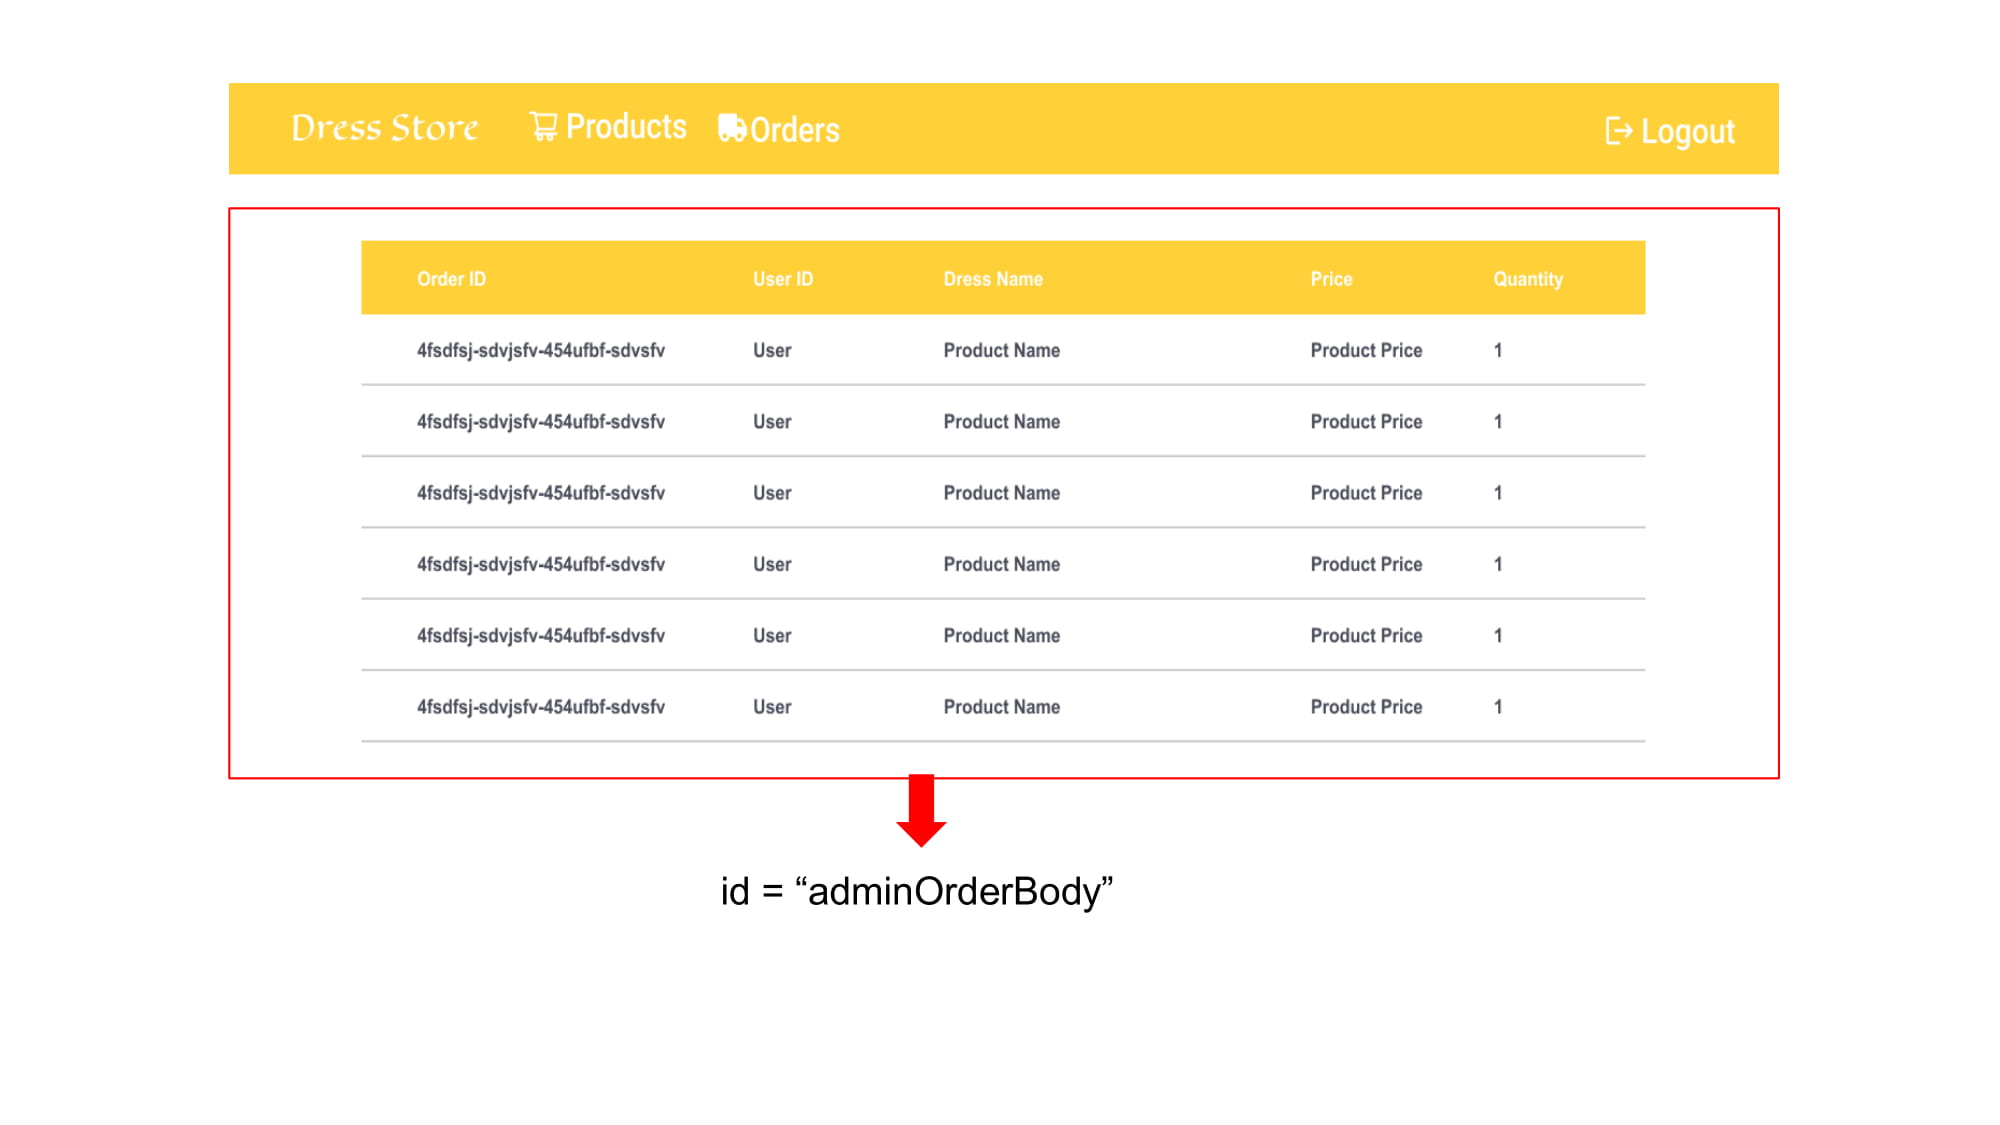 Dress Store Products Orders Logout
Order ID User ID Dress Name Price Quantity
4fsdfsj-sdvjsfv-454ufbf-sdvsfv User Product Name Product Price 1
4fsdfsj-sdvjsfv-454ufbf-sdvsfv User Product Name Product Price 1
4fsdfsj-sdvjsfv-454ufbf-sdvsfv User Product Name Product Price 1
4fsdfsj-sdvjsfv-454ufbf-sdvsfv User Product Name Product Price 1
4fsdfsj-sdvjsfv-454ufbf-sdvsfv User Product Name Product Price 1
4fsdfsj-sdvjsfv-454ufbf-sdvsfv User Product Name Product Price 1
id = “adminOrderBody”